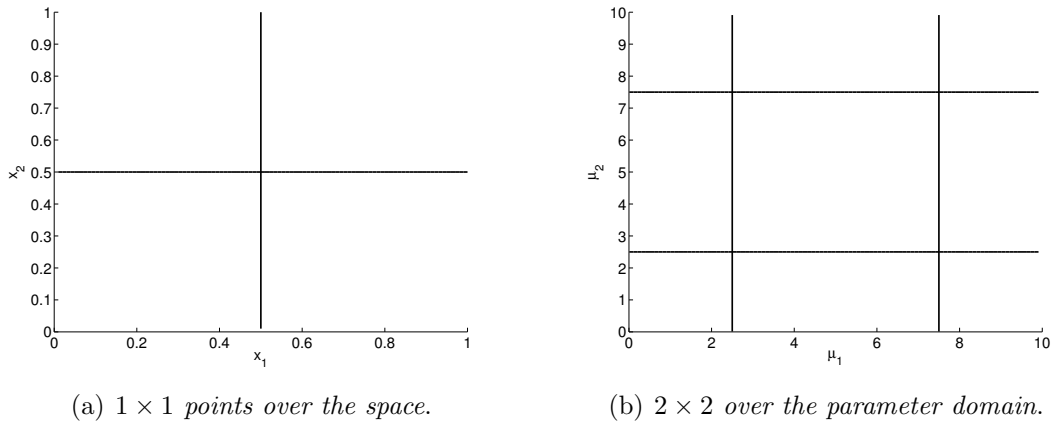 1
0.9
0.8
0.7
0.6
0.5
0.4
0.3
0.2
0.1
0
x2
0 0.2 0.4 0.6 0.8 1
x1
(a) 1 × 1 points over the space.
10
9
8
7
6
5
4
3
2
1
0
μ2
0 2 4 6 8 10
μ1
(b) 2 × 2 over the parameter domain.